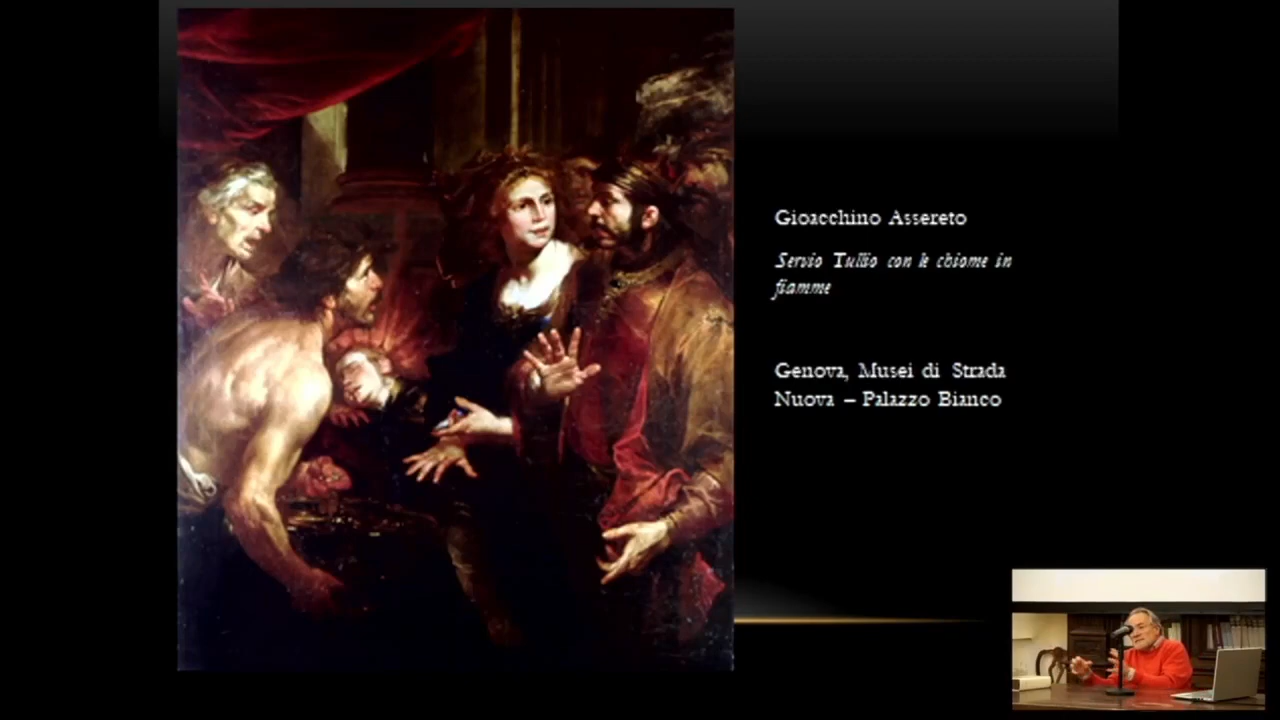 Gioacchino Assereto
Servio Tullio con le chiome in
fiamme
Genova, Musei di Strada
Nuova – Palazzo Bianco